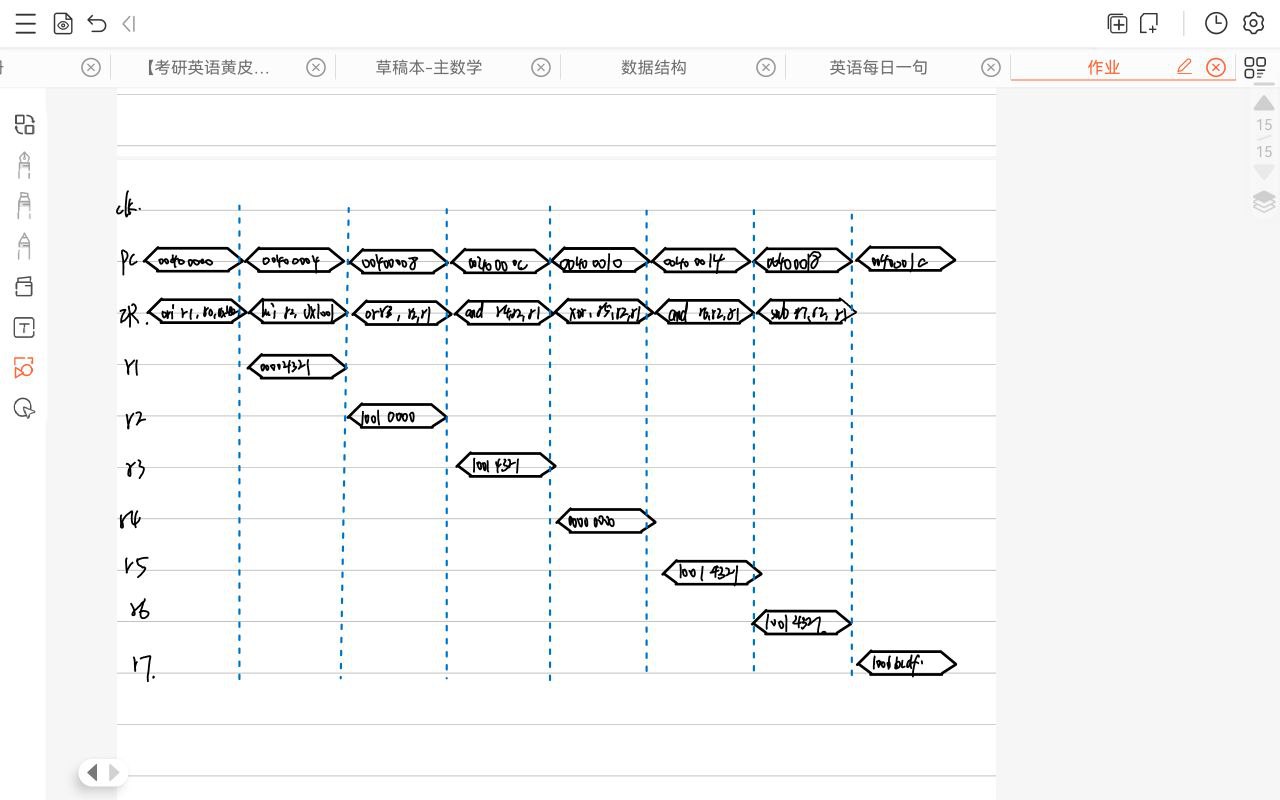 【考研英语黄皮... 草稿本-主数学 数据结构 英语每日一句 作业
15
15
clk.
PC 00400000 00400004 00400008 0040000c 00400010 00400014 00400018 0040001c
IR. ori r1, r0, lui r2, 0x1001 or r3, r2, r1 and r4, r2, r1 xor, r5, r2, r1 and r6, r2, r1 sub r7, r2, r1
r1 00004321
r2 1001 0000
r3 1001 4321
r4 0000 0000
r5 1001 4321
r6 1001 4321
r7.